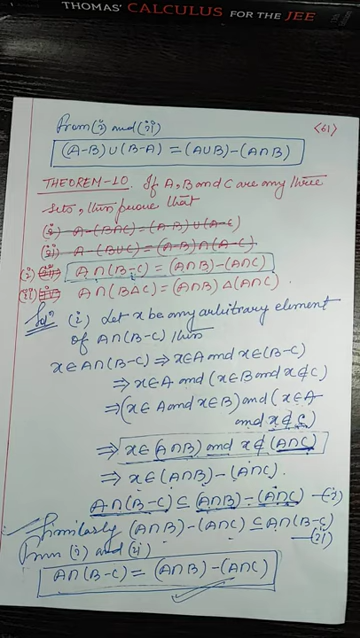 THOMAS' CALCULUS FOR THE JEE
From (i) and (ii) <61>
(A-B)∪(B-A) = (A∪B)-(A∩B)
THEOREM-10. If A, B and C are any three
sets, then prove that
(i) A-(B∩C) = (A-B)∪(A-C)
(ii) A-(B∪C) = (A-B)∩(A-C).
(i) A∩(B-C) = (A∩B)-(A∩C)
(ii) A∩(BΔC) = (A∩B) Δ (A∩C).
Solⁿ (i) Let x be any arbitrary element
of A∩(B-C) then
x∈A∩(B-C) ⇒ x∈A and x∈(B-C)
⇒ x∈A and (x∈B and x∉C)
⇒ (x∈A and x∈B) and (x∈A
and x∉C)
⇒ x∈(A∩B) and x∉(A∩C)
⇒ x∈(A∩B)-(A∩C).
A∩(B-C) ⊆ (A∩B)-(A∩C) —(i)
Similarly (A∩B)-(A∩C) ⊆ A∩(B-C)
—(ii)
From (i) and (ii)
A∩(B-C) = (A∩B)-(A∩C)